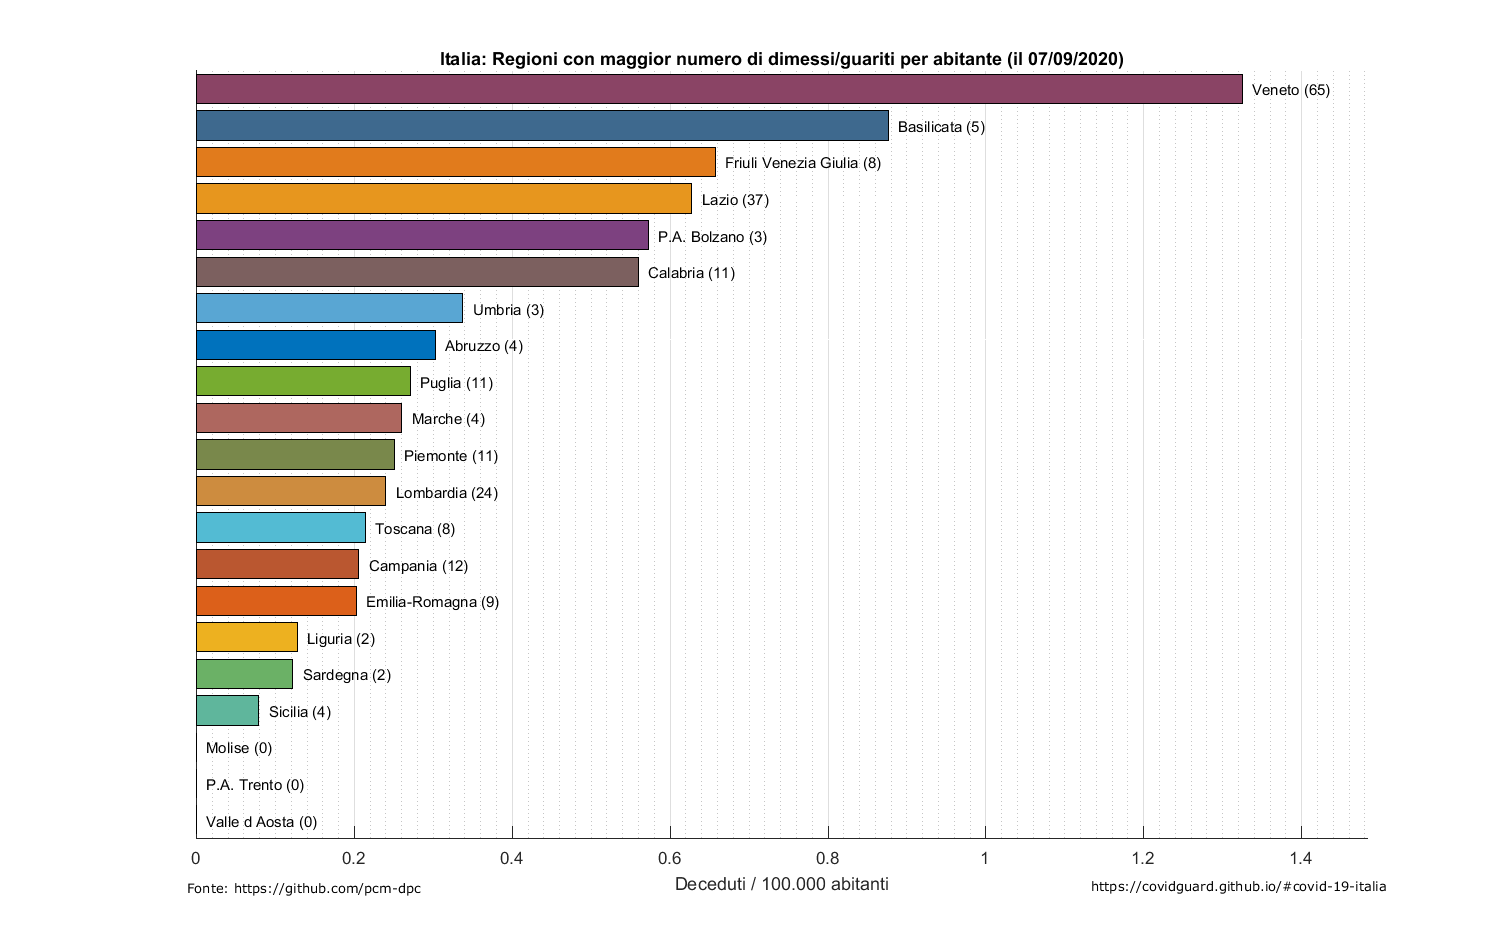 Italia: Regioni con maggior numero di dimessi/guariti per abitante (il 07/09/2020)
Veneto (65)
Basilicata (5)
Friuli Venezia Giulia (8)
Lazio (37)
P.A. Bolzano (3)
Calabria (11)
Umbria (3)
Abruzzo (4)
Puglia (11)
Marche (4)
Piemonte (11)
Lombardia (24)
Toscana (8)
Campania (12)
Emilia-Romagna (9)
Liguria (2)
Sardegna (2)
Sicilia (4)
Molise (0)
P.A. Trento (0)
Valle d Aosta (0)
0 0.2 0.4 0.6 0.8 1 1.2 1.4
Deceduti / 100.000 abitanti
Fonte: https://github.com/pcm-dpc
https://covidguard.github.io/#covid-19-italia